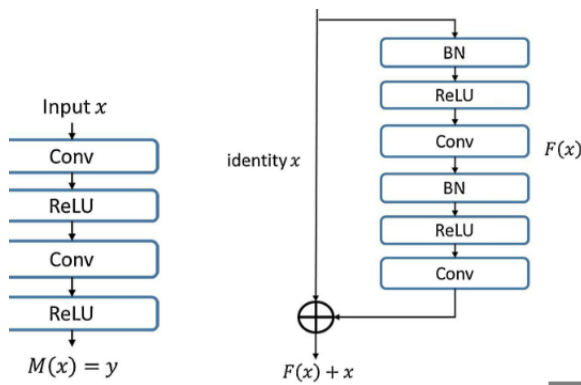 Input x
Conv
ReLU
Conv
ReLU
M(x) = y
identity x
BN
ReLU
Conv
BN
ReLU
Conv
F(x)
F(x) + x